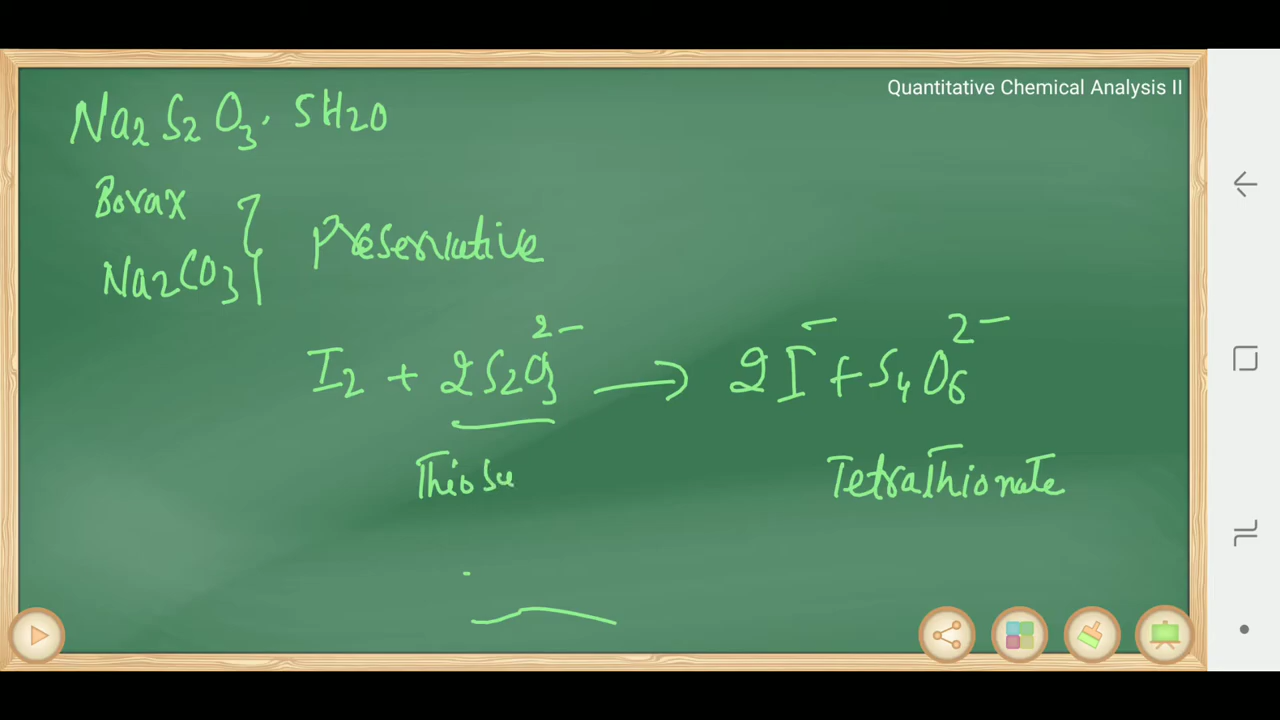 Quantitative Chemical Analysis II
Na2S2O3. 5H2O
Borax
Na2CO3
Preservative
I2 + 2S2O3 2- → 2I- + S4O6 2-
Thiosu
Tetrathionate